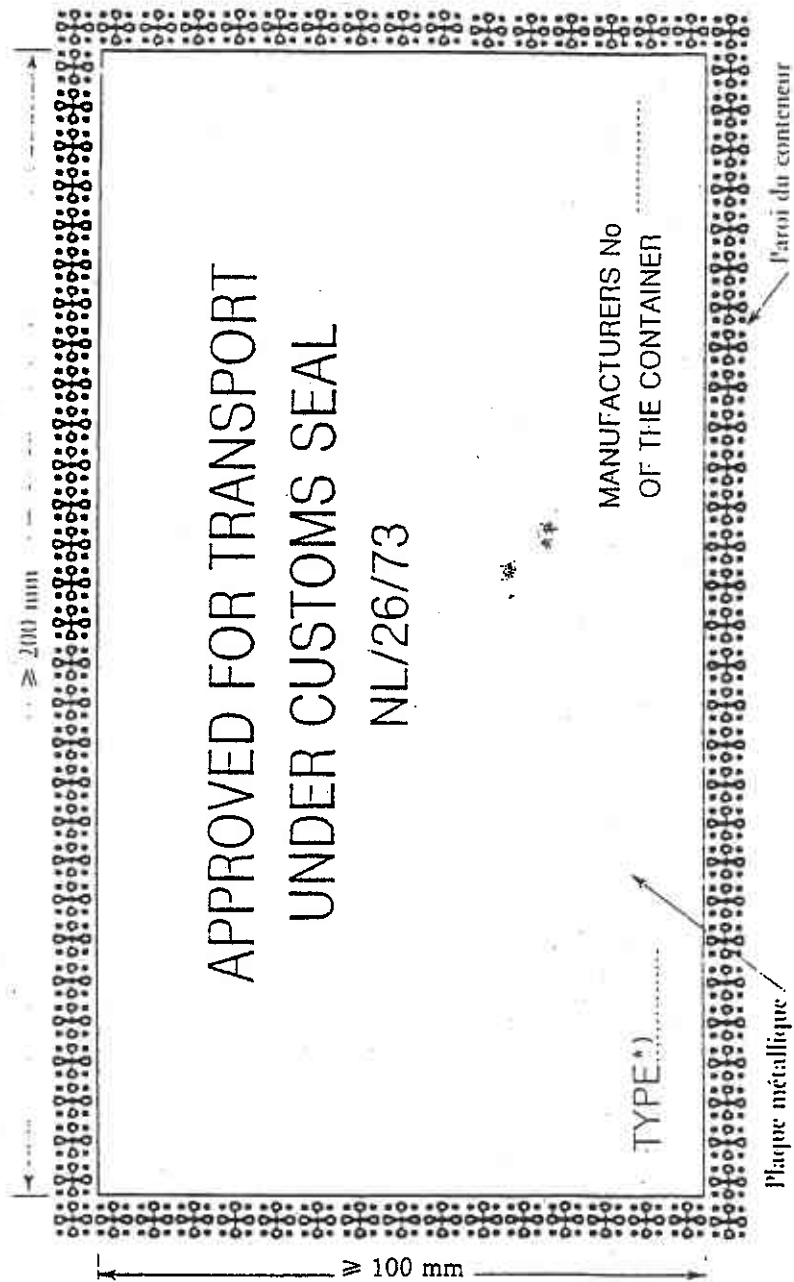 ≥ 200 mm
APPROVED FOR TRANSPORT
UNDER CUSTOMS SEAL
NL/26/73
TYPE*)..............
MANUFACTURERS No
OF THE CONTAINER ..............
≥ 100 mm
Plaque métallique
Paroi du conteneur